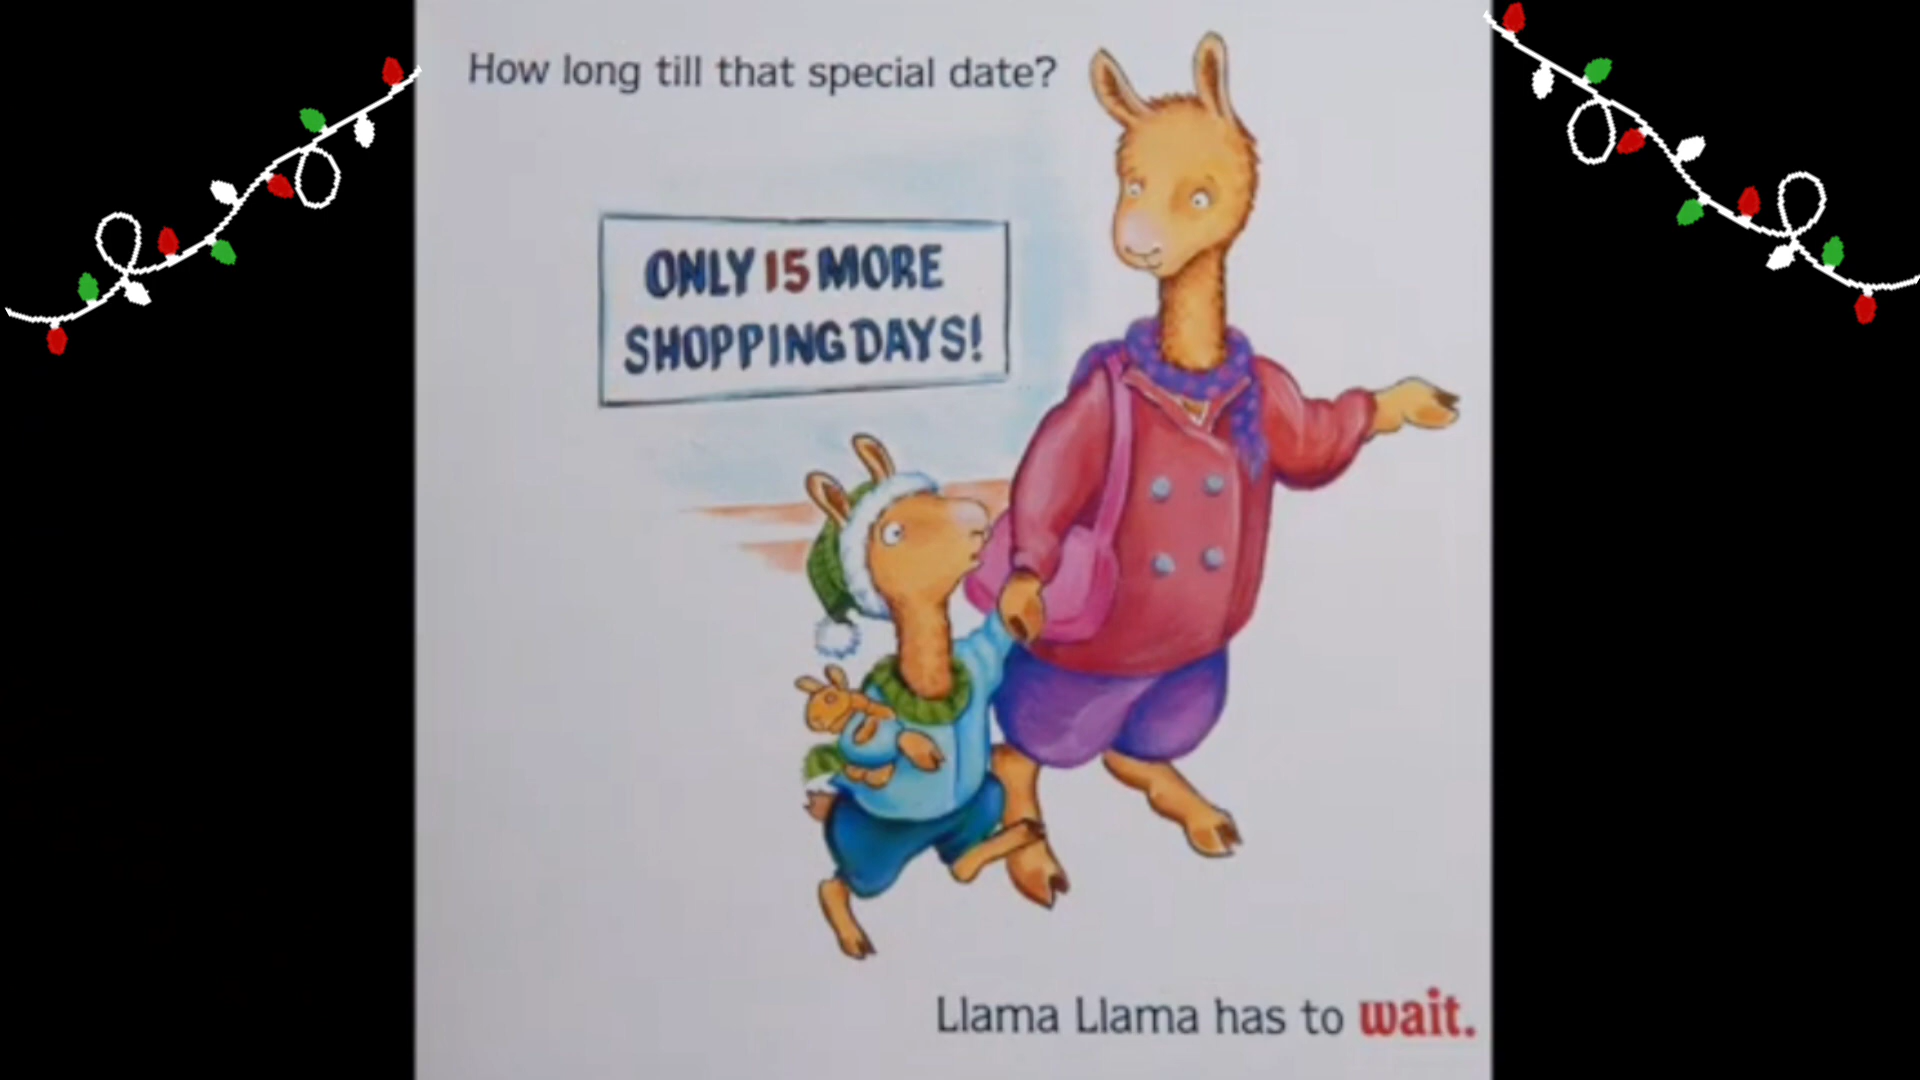 How long till that special date?
ONLY 15 MORE
SHOPPING DAYS!
Llama Llama has to wait.